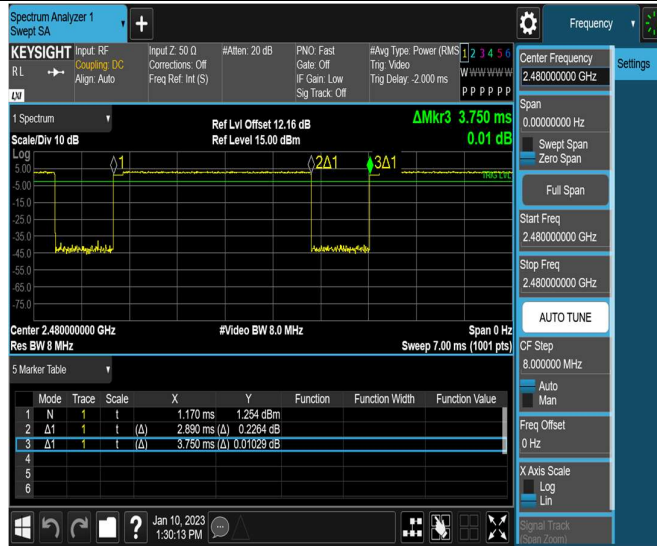 Spectrum Analyzer 1
Swept SA
+
Frequency
KEYSIGHT
RL
LXI
Input: RF
Coupling: DC
Align: Auto
Input Z: 50 Ω
Corrections: Off
Freq Ref: Int (S)
#Atten: 20 dB
PNO: Fast
Gate: Off
IF Gain: Low
Sig Track: Off
#Avg Type: Power (RMS
Trig: Video
Trig Delay: -2.000 ms
1 2 3 4 5 6
W W W W W W
P P P P P P
Center Frequency
2.480000000 GHz
Settings
Span
0.00000000 Hz
Swept Span
Zero Span
Full Span
Start Freq
2.480000000 GHz
Stop Freq
2.480000000 GHz
AUTO TUNE
CF Step
8.000000 MHz
Auto
Man
Freq Offset
0 Hz
X Axis Scale
Log
Lin
Signal Track
(Span Zoom)
1 Spectrum
Scale/Div 10 dB
Ref Lvl Offset 12.16 dB
Ref Level 15.00 dBm
ΔMkr3 3.750 ms
0.01 dB
Log
5.00
-5.00
-15.0
-25.0
-35.0
-45.0
-55.0
-65.0
-75.0
1
2Δ1
3Δ1
TRIG LVL
Center 2.480000000 GHz
Res BW 8 MHz
#Video BW 8.0 MHz
Span 0 Hz
Sweep 7.00 ms (1001 pts)
5 Marker Table
Mode Trace Scale X Y Function Function Width Function Value
1 N 1 t 1.170 ms 1.254 dBm
2 Δ1 1 t (Δ) 2.890 ms (Δ) 0.2264 dB
3 Δ1 1 t (Δ) 3.750 ms (Δ) 0.01029 dB
4
5
6
?
Jan 10, 2023
1:30:13 PM